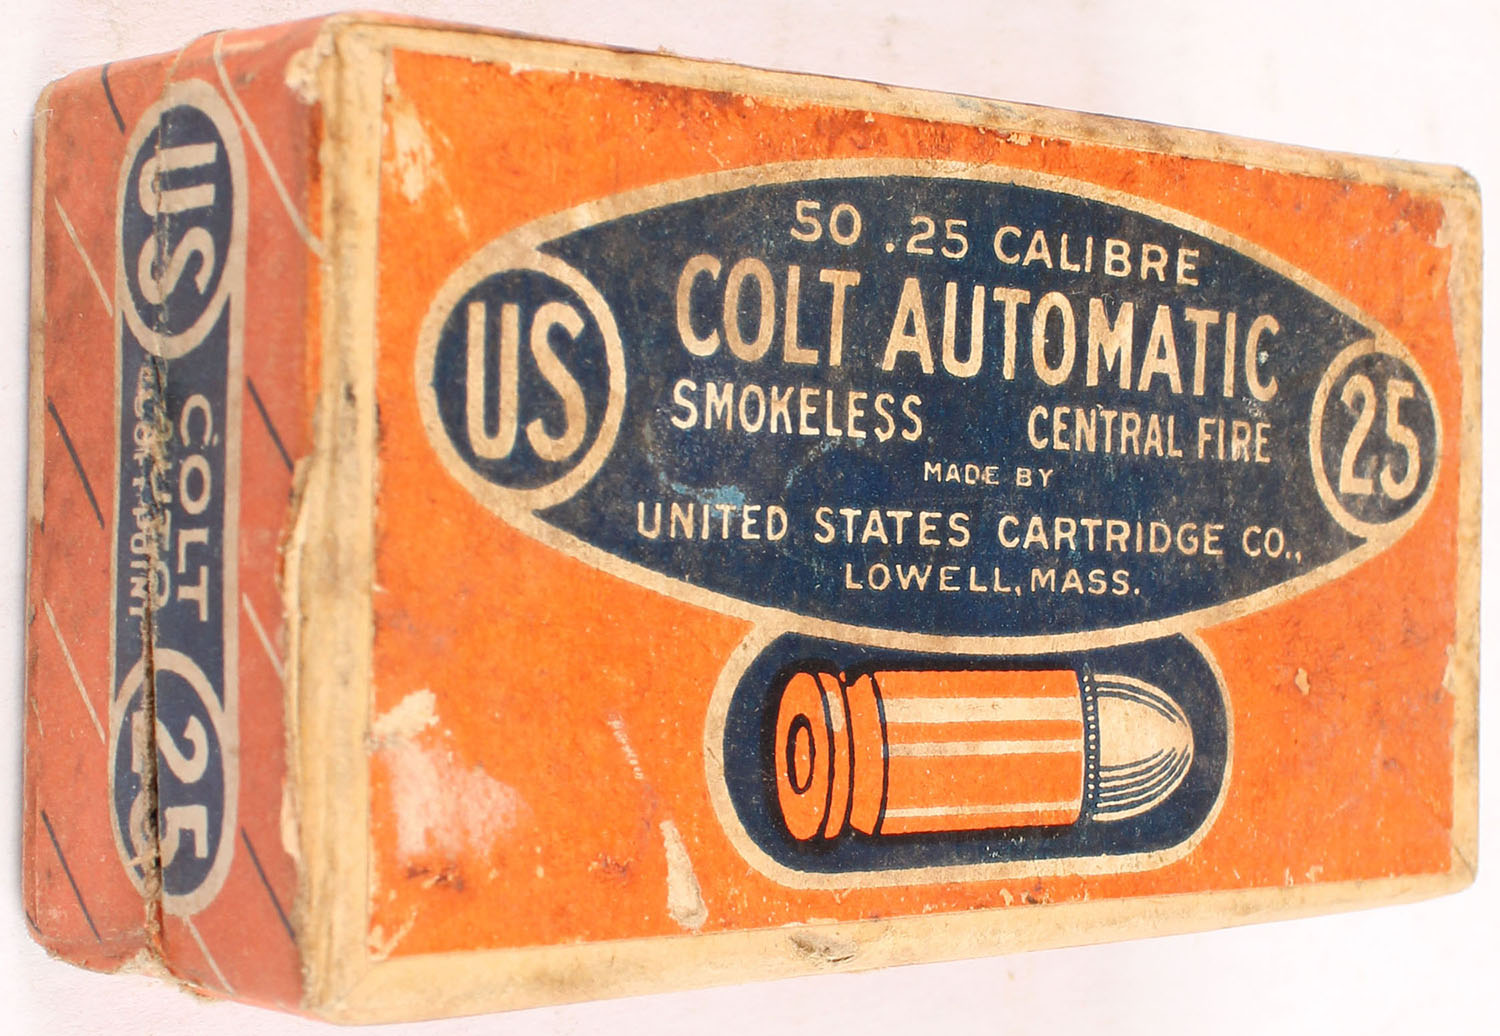 50 .25 CALIBRE
US
COLT AUTOMATIC
25
SMOKELESS CENTRAL FIRE
MADE BY
UNITED STATES CARTRIDGE CO.,
LOWELL, MASS.
US
COLT
25